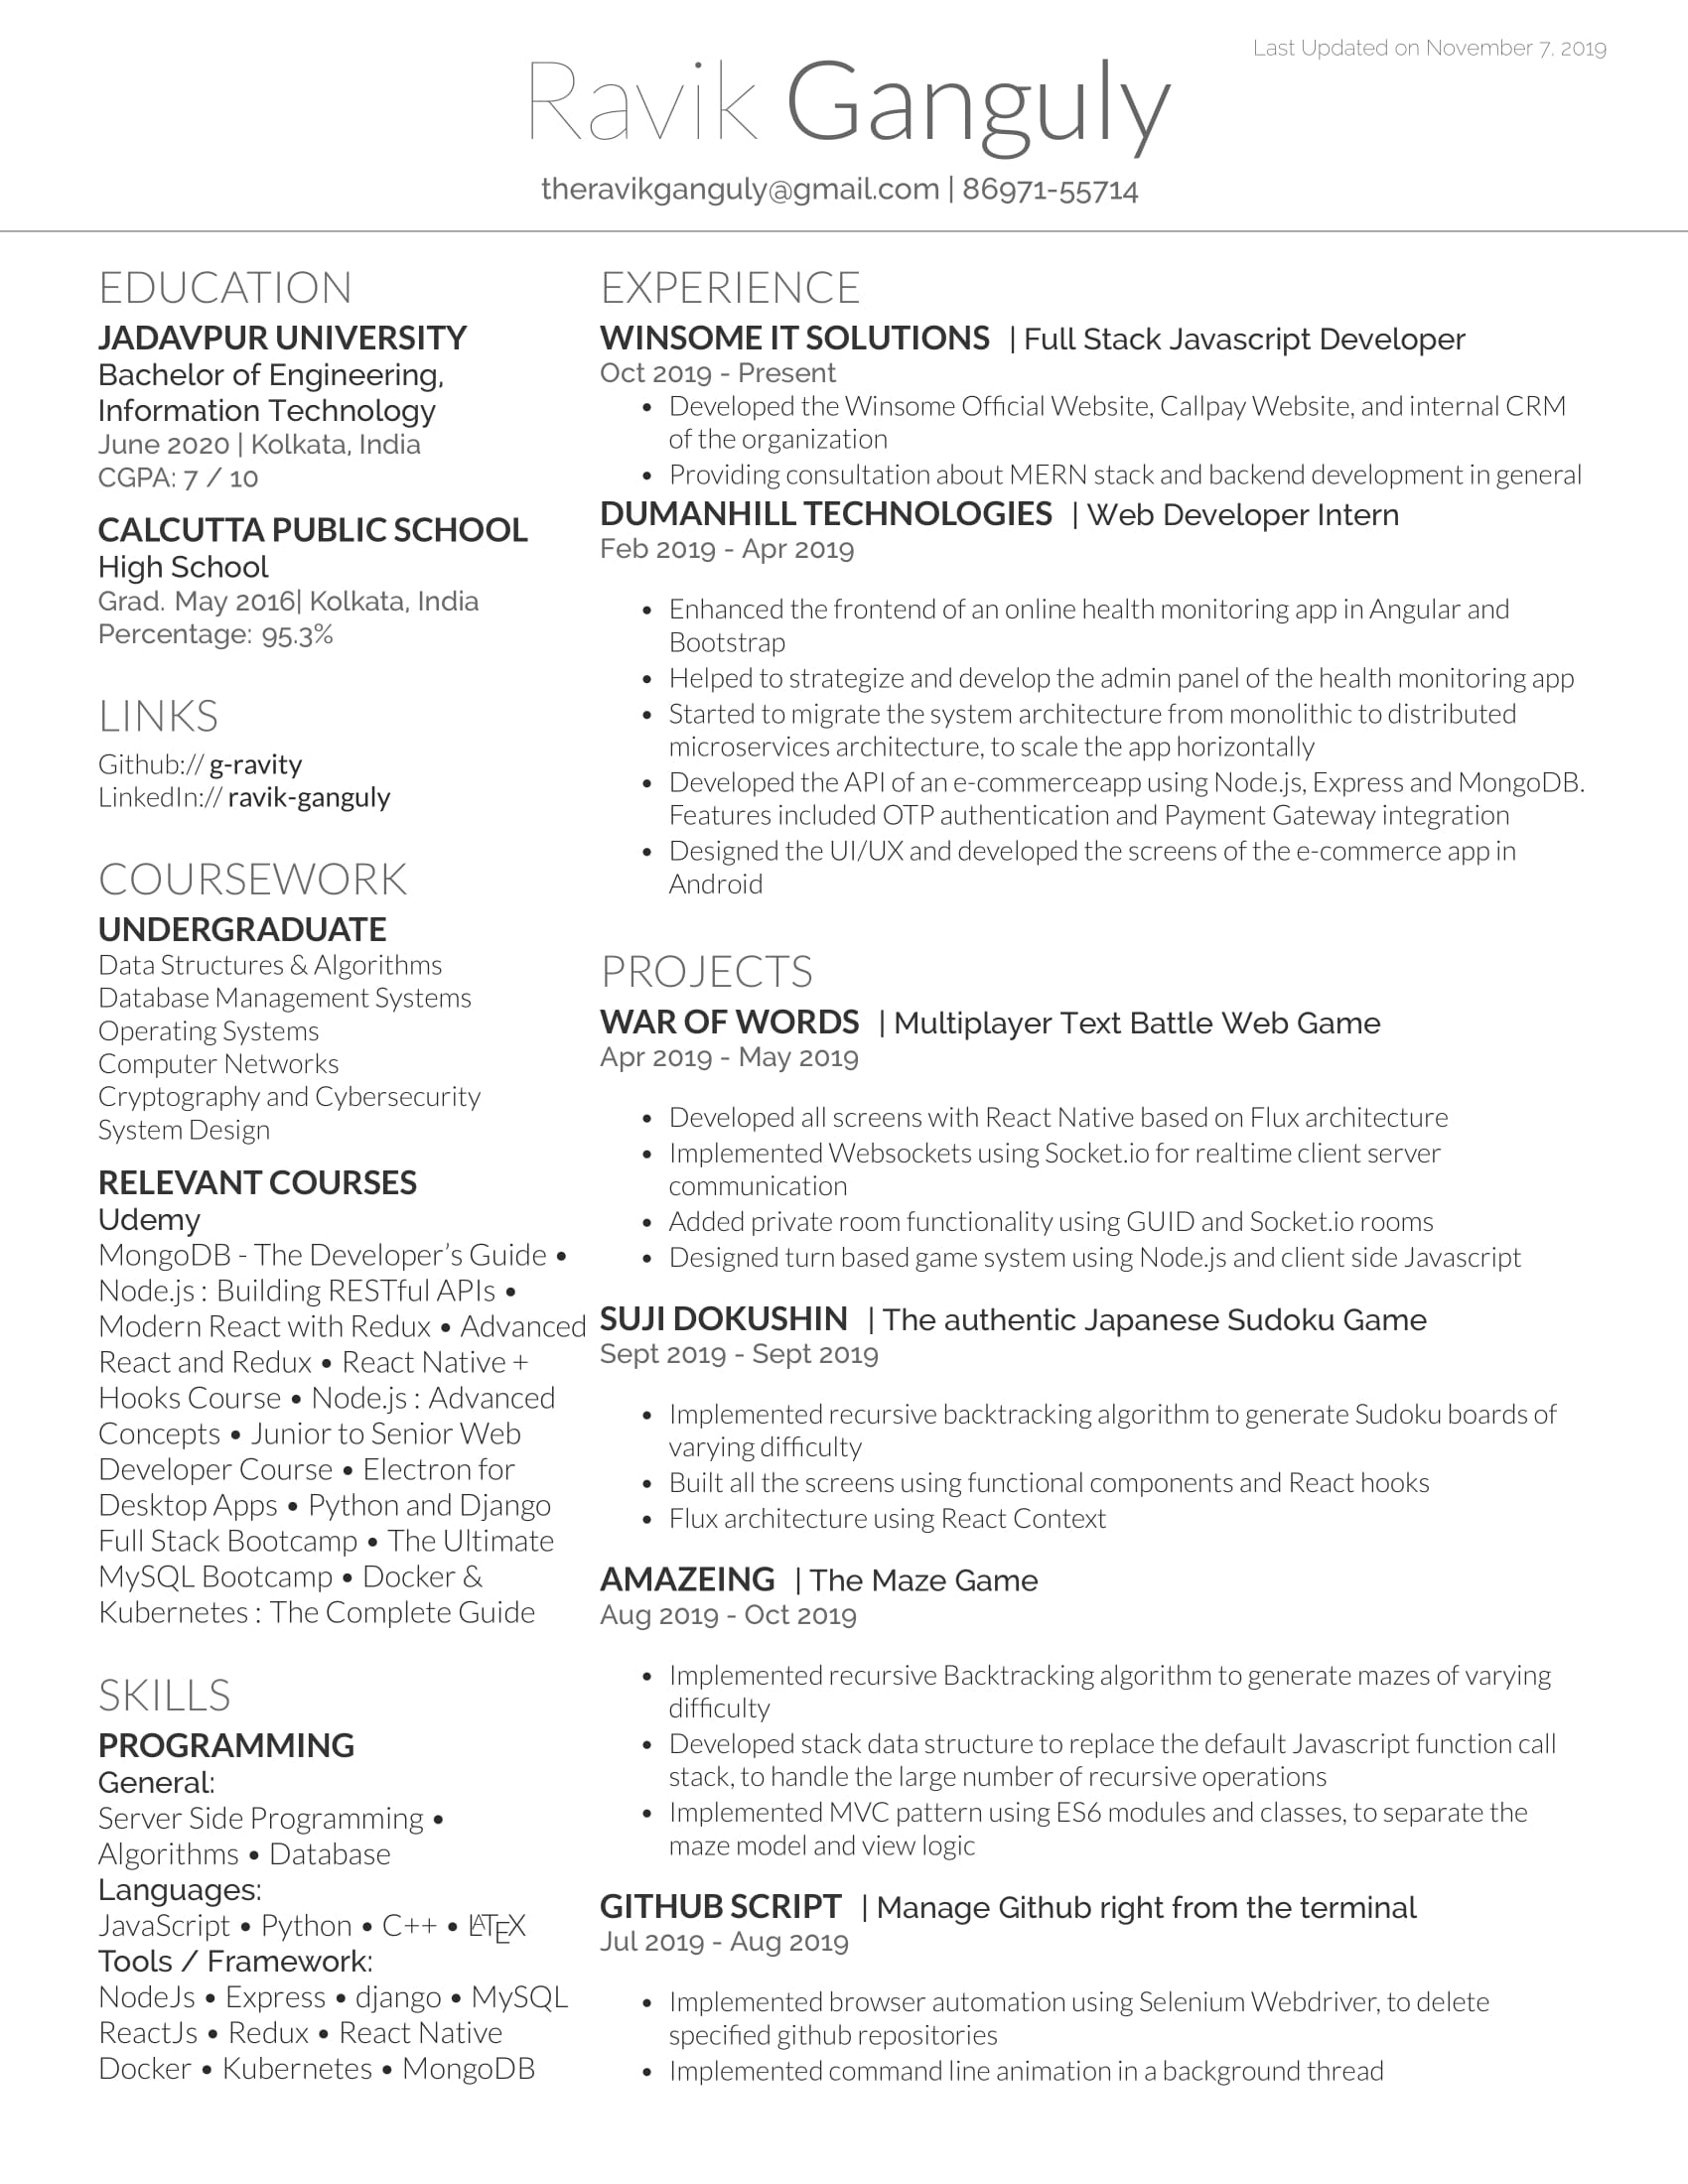 Last Updated on November 7, 2019
Ravik Ganguly
theravikganguly@gmail.com | 86971-55714
EDUCATION
JADAVPUR UNIVERSITY
Bachelor of Engineering,
Information Technology
June 2020 | Kolkata, India
CGPA: 7 / 10
CALCUTTA PUBLIC SCHOOL
High School
Grad. May 2016| Kolkata, India
Percentage: 95.3%
LINKS
Github:// g-ravity
LinkedIn:// ravik-ganguly
COURSEWORK
UNDERGRADUATE
Data Structures & Algorithms
Database Management Systems
Operating Systems
Computer Networks
Cryptography and Cybersecurity
System Design
RELEVANT COURSES
Udemy
MongoDB - The Developer's Guide •
Node.js : Building RESTful APIs •
Modern React with Redux • Advanced
React and Redux • React Native +
Hooks Course • Node.js : Advanced
Concepts • Junior to Senior Web
Developer Course • Electron for
Desktop Apps • Python and Django
Full Stack Bootcamp • The Ultimate
MySQL Bootcamp • Docker &
Kubernetes : The Complete Guide
SKILLS
PROGRAMMING
General:
Server Side Programming •
Algorithms • Database
Languages:
JavaScript • Python • C++ • LATEX
Tools / Framework:
NodeJs • Express • django • MySQL
ReactJs • Redux • React Native
Docker • Kubernetes • MongoDB
EXPERIENCE
WINSOME IT SOLUTIONS | Full Stack Javascript Developer
Oct 2019 - Present
• Developed the Winsome Official Website, Callpay Website, and internal CRM
of the organization
• Providing consultation about MERN stack and backend development in general
DUMANHILL TECHNOLOGIES | Web Developer Intern
Feb 2019 - Apr 2019
• Enhanced the frontend of an online health monitoring app in Angular and
Bootstrap
• Helped to strategize and develop the admin panel of the health monitoring app
• Started to migrate the system architecture from monolithic to distributed
microservices architecture, to scale the app horizontally
• Developed the API of an e-commerceapp using Node.js, Express and MongoDB.
Features included OTP authentication and Payment Gateway integration
• Designed the UI/UX and developed the screens of the e-commerce app in
Android
PROJECTS
WAR OF WORDS | Multiplayer Text Battle Web Game
Apr 2019 - May 2019
• Developed all screens with React Native based on Flux architecture
• Implemented Websockets using Socket.io for realtime client server
communication
• Added private room functionality using GUID and Socket.io rooms
• Designed turn based game system using Node.js and client side Javascript
SUJI DOKUSHIN | The authentic Japanese Sudoku Game
Sept 2019 - Sept 2019
• Implemented recursive backtracking algorithm to generate Sudoku boards of
varying difficulty
• Built all the screens using functional components and React hooks
• Flux architecture using React Context
AMAZEING | The Maze Game
Aug 2019 - Oct 2019
• Implemented recursive Backtracking algorithm to generate mazes of varying
difficulty
• Developed stack data structure to replace the default Javascript function call
stack, to handle the large number of recursive operations
• Implemented MVC pattern using ES6 modules and classes, to separate the
maze model and view logic
GITHUB SCRIPT | Manage Github right from the terminal
Jul 2019 - Aug 2019
• Implemented browser automation using Selenium Webdriver, to delete
specified github repositories
• Implemented command line animation in a background thread